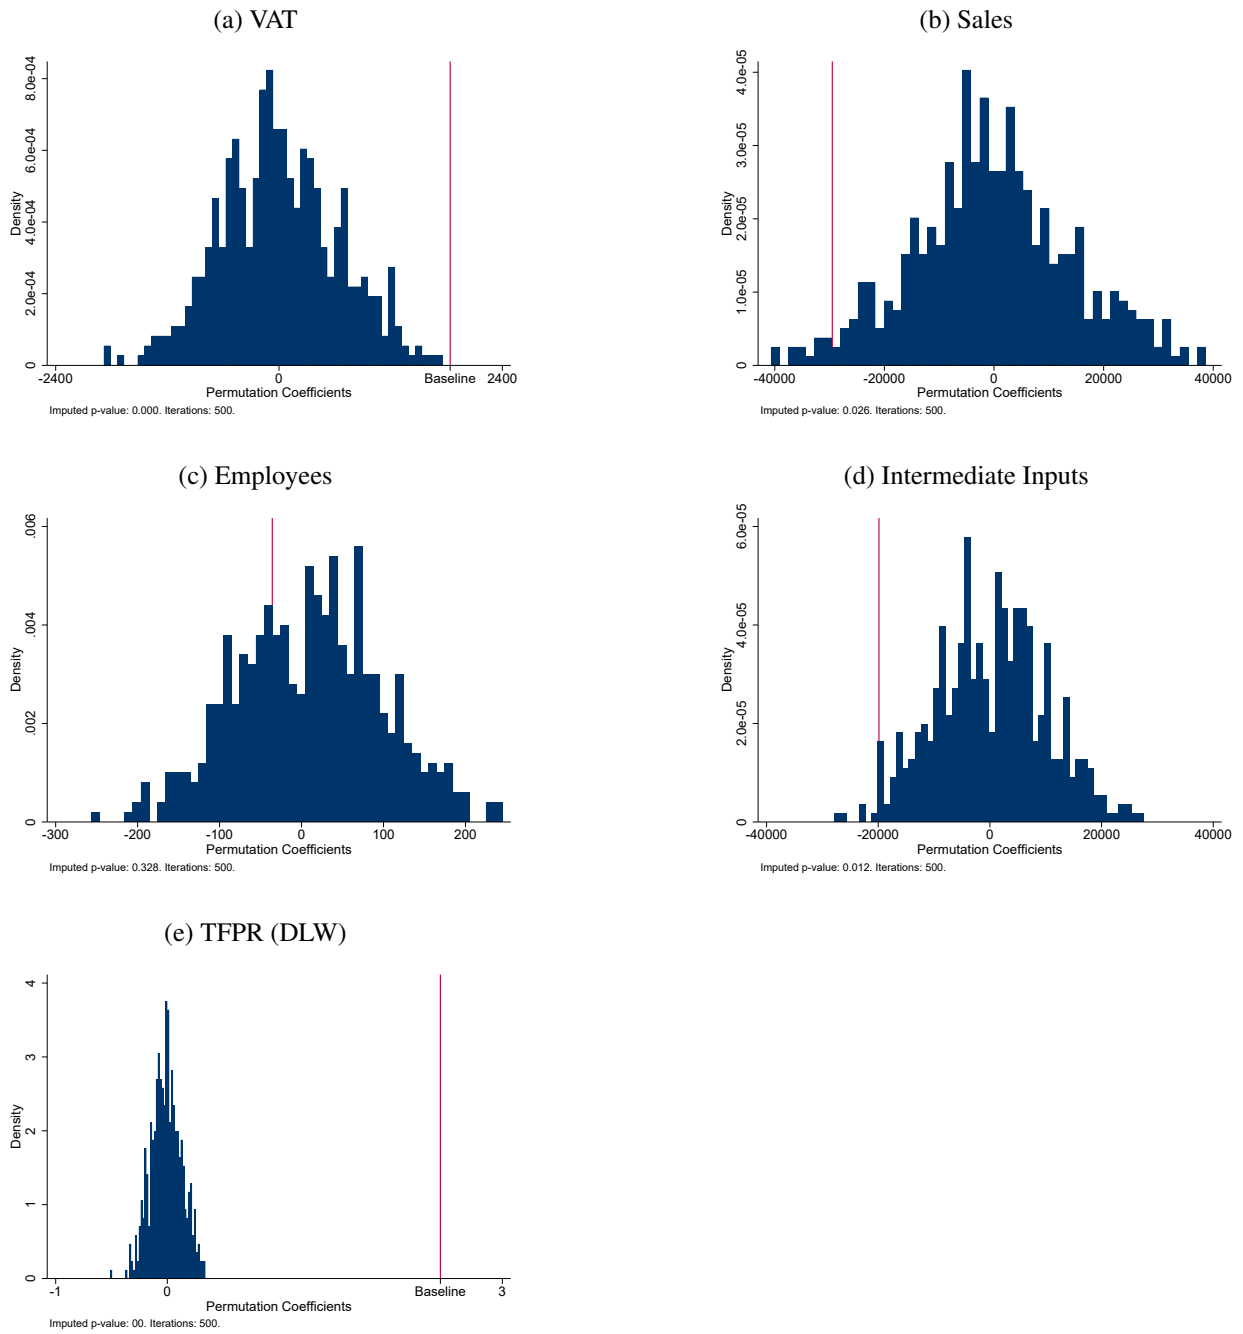 (a) VAT
Density
0
2.0e-04
4.0e-04
6.0e-04
8.0e-04
-2400
0
Baseline
2400
Permutation Coefficients
Imputed p-value: 0.000. Iterations: 500.
(b) Sales
Density
0
1.0e-05
2.0e-05
3.0e-05
4.0e-05
-40000
-20000
0
20000
40000
Permutation Coefficients
Imputed p-value: 0.026. Iterations: 500.
(c) Employees
Density
0
.002
.004
.006
-300
-200
-100
0
100
200
Permutation Coefficients
Imputed p-value: 0.328. Iterations: 500.
(d) Intermediate Inputs
Density
0
2.0e-05
4.0e-05
6.0e-05
-40000
-20000
0
20000
40000
Permutation Coefficients
Imputed p-value: 0.012. Iterations: 500.
(e) TFPR (DLW)
Density
0
1
2
3
4
-1
0
Baseline
3
Permutation Coefficients
Imputed p-value: 00. Iterations: 500.